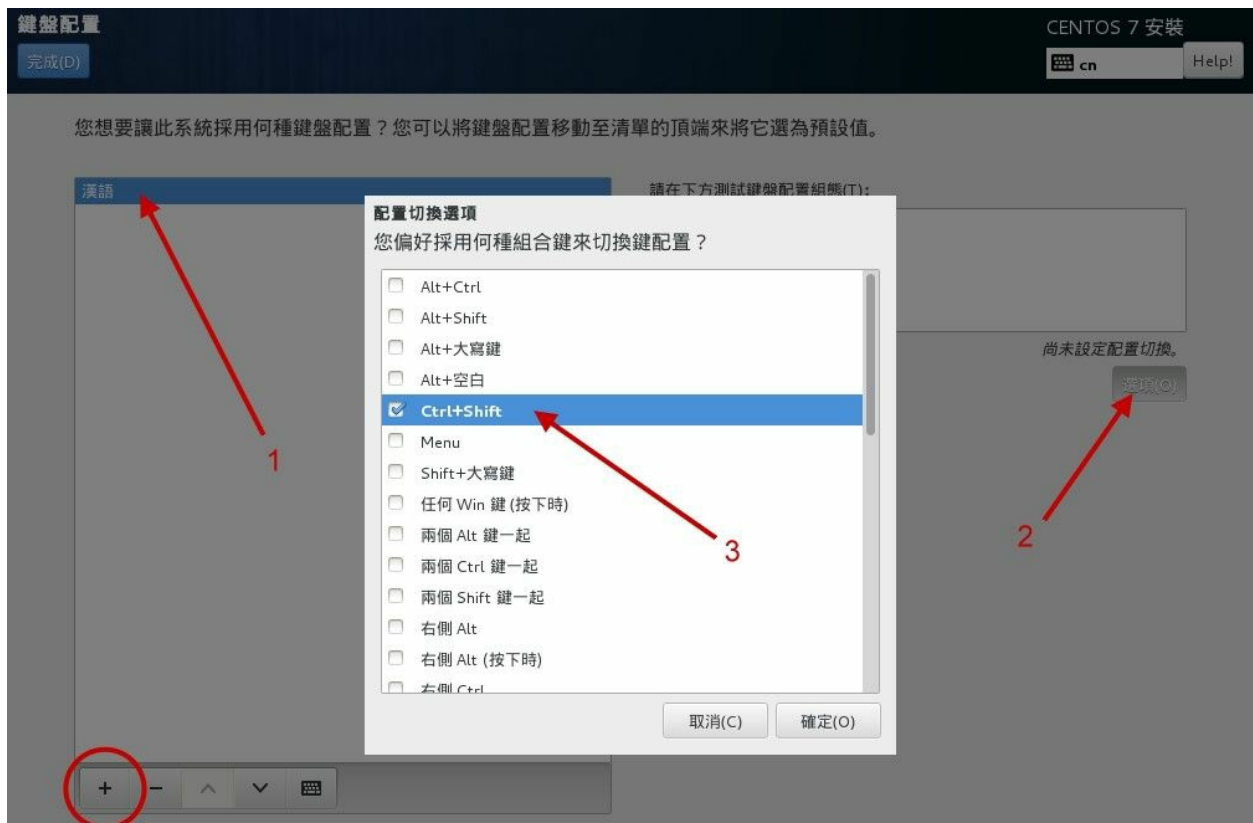 鍵盤配置
CENTOS 7 安裝
完成(D)
cn
Help!
您想要讓此系統採用何種鍵盤配置？您可以將鍵盤配置移動至清單的頂端來將它選為預設值。
漢語
請在下方測試鍵盤配置組態(T)：
配置切換選項
您偏好採用何種組合鍵來切換鍵配置？
Alt+Ctrl
Alt+Shift
Alt+大寫鍵
Alt+空白
Ctrl+Shift
Menu
Shift+大寫鍵
任何 Win 鍵 (按下時)
兩個 Alt 鍵一起
兩個 Ctrl 鍵一起
兩個 Shift 鍵一起
右側 Alt
右側 Alt (按下時)
右側 Ctrl
取消(C)
確定(O)
尚未設定配置切換。
選項(O)
1
2
3